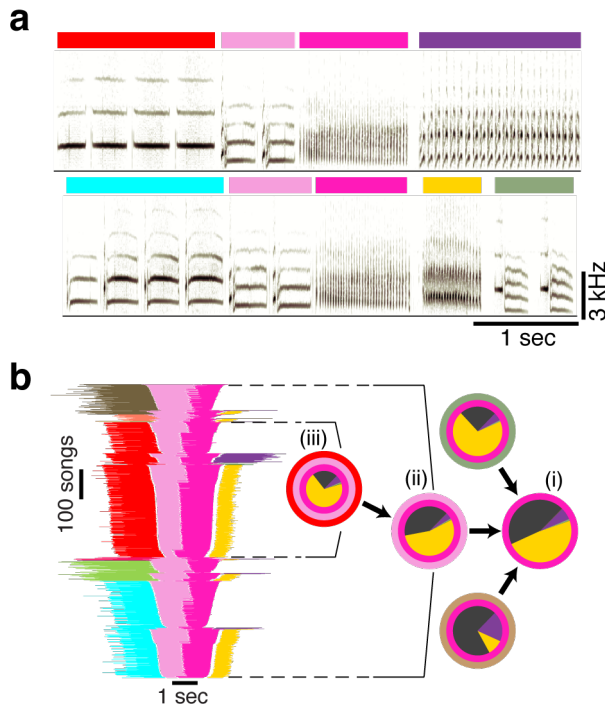 a
3 kHz
1 sec
b
100 songs
1 sec
(iii)
(ii)
(i)